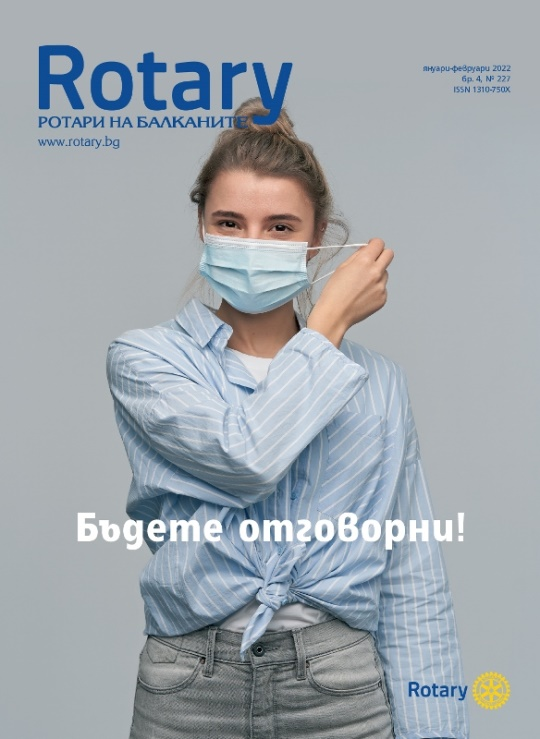 Rotary
РОТАРИ НА БАЛКАНИТЕ
www.rotary.bg
януари-февруари 2022
бр. 4, № 227
ISSN 1310-750X
Бъдете отговорни!
Rotary